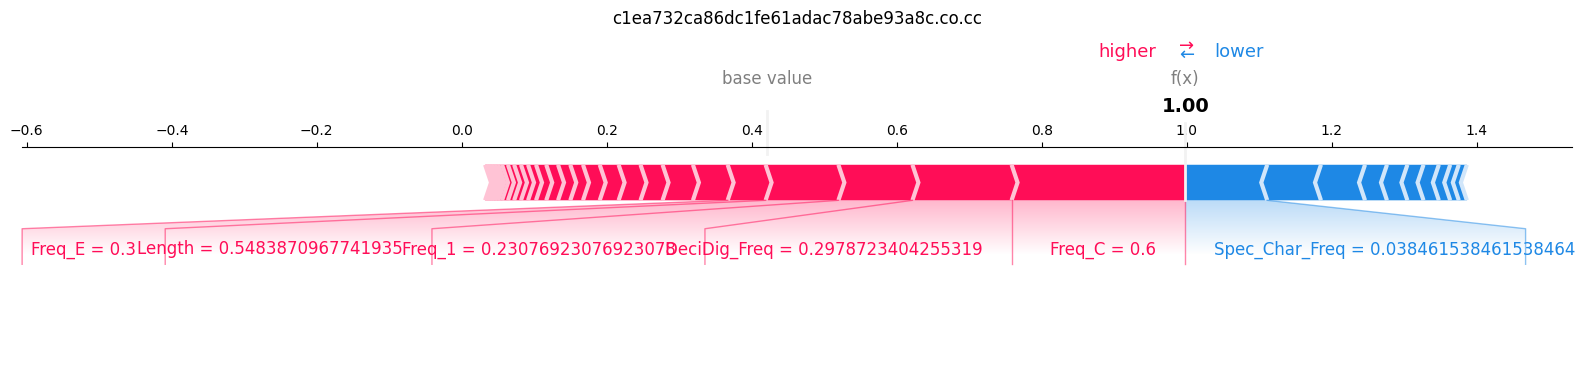 c1ea732ca86dc1fe61adac78abe93a8c.co.cc
higher → ← lower
base value f(x)
1.00
−0.6 −0.4 −0.2 0.0 0.2 0.4 0.6 0.8 1.0 1.2 1.4
Freq_E = 0.3 Length = 0.5483870967741935 Freq_1 = 0.23076923076923078 DeciDig_Freq = 0.2978723404255319 Freq_C = 0.6 Spec_Char_Freq = 0.038461538461538464